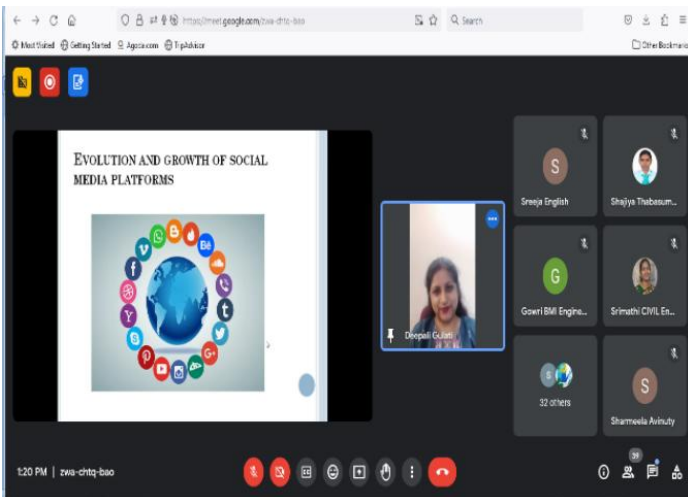 https://meet.google.com/zwa-chtq-bao
Search
Most Visited Getting Started Agoda.com TripAdvisor
Other Bookmarks
EVOLUTION AND GROWTH OF SOCIAL
MEDIA PLATFORMS
Deepali Gulati
Sreeja English
Shajiya Thabasum...
Gowri BMI Engine...
Srimathi CIVIL En...
32 others
Sharmeela Avinuty
1:20 PM | zwa-chtq-bao
39